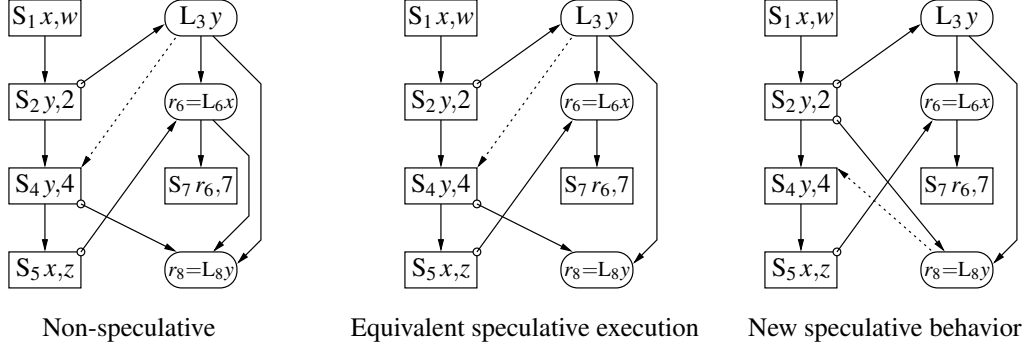 S₁ x,w L₃ y
S₂ y,2 r₆=L₆x
S₄ y,4 S₇ r₆,7
S₅ x,z r₈=L₈y
Non-speculative
S₁ x,w L₃ y
S₂ y,2 r₆=L₆x
S₄ y,4 S₇ r₆,7
S₅ x,z r₈=L₈y
Equivalent speculative execution
S₁ x,w L₃ y
S₂ y,2 r₆=L₆x
S₄ y,4 S₇ r₆,7
S₅ x,z r₈=L₈y
New speculative behavior